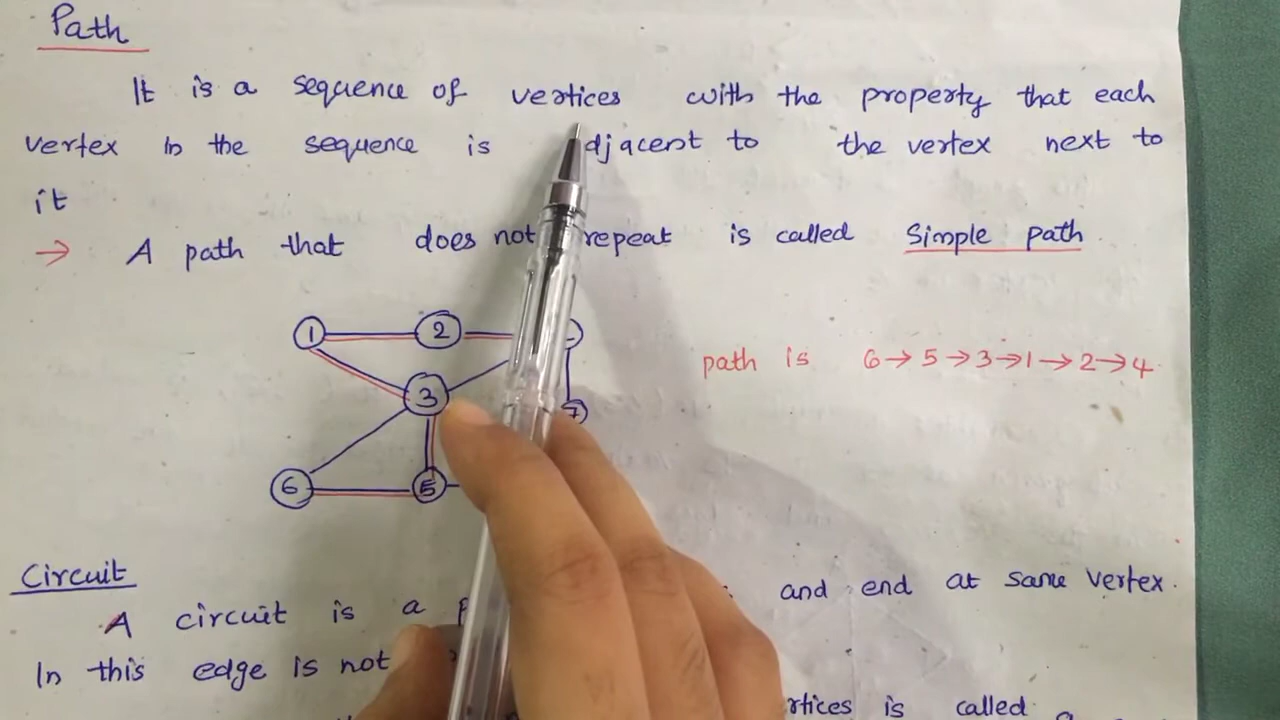 Path
It is a sequence of vertices with the property that each
vertex in the sequence is djacent to the vertex next to
it
→ A path that does not repeat is called Simple path
1 2
path is 6→5→3→1→2→4
3
7
6 5
Circuit
A circuit is a and end at same vertex.
In this edge is not
rtices is called a